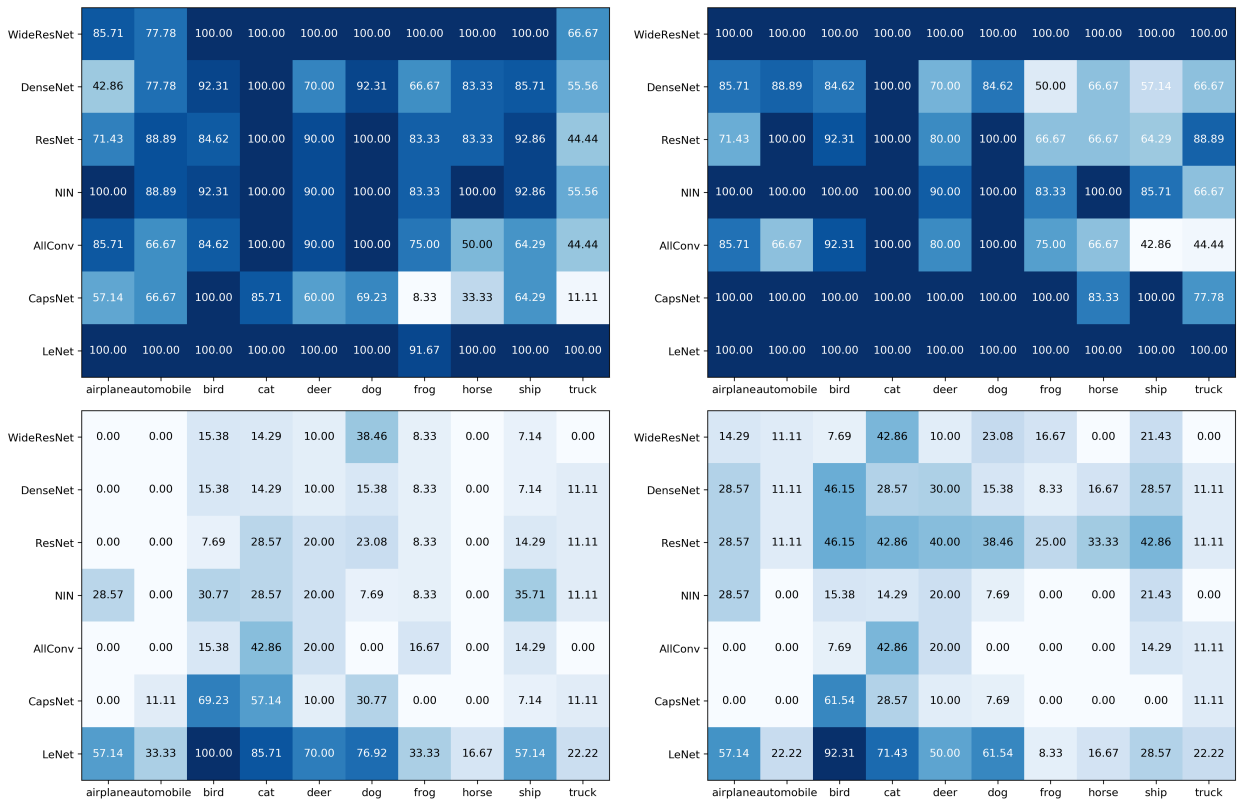 WideResNet 85.71 77.78 100.00 100.00 100.00 100.00 100.00 100.00 100.00 66.67
DenseNet 42.86 77.78 92.31 100.00 70.00 92.31 66.67 83.33 85.71 55.56
ResNet 71.43 88.89 84.62 100.00 90.00 100.00 83.33 83.33 92.86 44.44
NIN 100.00 88.89 92.31 100.00 90.00 100.00 83.33 100.00 92.86 55.56
AllConv 85.71 66.67 84.62 100.00 90.00 100.00 75.00 50.00 64.29 44.44
CapsNet 57.14 66.67 100.00 85.71 60.00 69.23 8.33 33.33 64.29 11.11
LeNet 100.00 100.00 100.00 100.00 100.00 100.00 91.67 100.00 100.00 100.00
airplane automobile bird cat deer dog frog horse ship truck
WideResNet 100.00 100.00 100.00 100.00 100.00 100.00 100.00 100.00 100.00 100.00
DenseNet 85.71 88.89 84.62 100.00 70.00 84.62 50.00 66.67 57.14 66.67
ResNet 71.43 100.00 92.31 100.00 80.00 100.00 66.67 66.67 64.29 88.89
NIN 100.00 100.00 100.00 100.00 90.00 100.00 83.33 100.00 85.71 66.67
AllConv 85.71 66.67 92.31 100.00 80.00 100.00 75.00 66.67 42.86 44.44
CapsNet 100.00 100.00 100.00 100.00 100.00 100.00 100.00 83.33 100.00 77.78
LeNet 100.00 100.00 100.00 100.00 100.00 100.00 100.00 100.00 100.00 100.00
airplane automobile bird cat deer dog frog horse ship truck
WideResNet 0.00 0.00 15.38 14.29 10.00 38.46 8.33 0.00 7.14 0.00
DenseNet 0.00 0.00 15.38 14.29 10.00 15.38 8.33 0.00 7.14 11.11
ResNet 0.00 0.00 7.69 28.57 20.00 23.08 8.33 0.00 14.29 11.11
NIN 28.57 0.00 30.77 28.57 20.00 7.69 8.33 0.00 35.71 11.11
AllConv 0.00 0.00 15.38 42.86 20.00 0.00 16.67 0.00 14.29 0.00
CapsNet 0.00 11.11 69.23 57.14 10.00 30.77 0.00 0.00 7.14 11.11
LeNet 57.14 33.33 100.00 85.71 70.00 76.92 33.33 16.67 57.14 22.22
airplane automobile bird cat deer dog frog horse ship truck
WideResNet 14.29 11.11 7.69 42.86 10.00 23.08 16.67 0.00 21.43 0.00
DenseNet 28.57 11.11 46.15 28.57 30.00 15.38 8.33 16.67 28.57 11.11
ResNet 28.57 11.11 46.15 42.86 40.00 38.46 25.00 33.33 42.86 11.11
NIN 28.57 0.00 15.38 14.29 20.00 7.69 0.00 0.00 21.43 0.00
AllConv 0.00 0.00 7.69 42.86 20.00 0.00 0.00 0.00 14.29 11.11
CapsNet 0.00 0.00 61.54 28.57 10.00 7.69 0.00 0.00 0.00 11.11
LeNet 57.14 22.22 92.31 71.43 50.00 61.54 8.33 16.67 28.57 22.22
airplane automobile bird cat deer dog frog horse ship truck